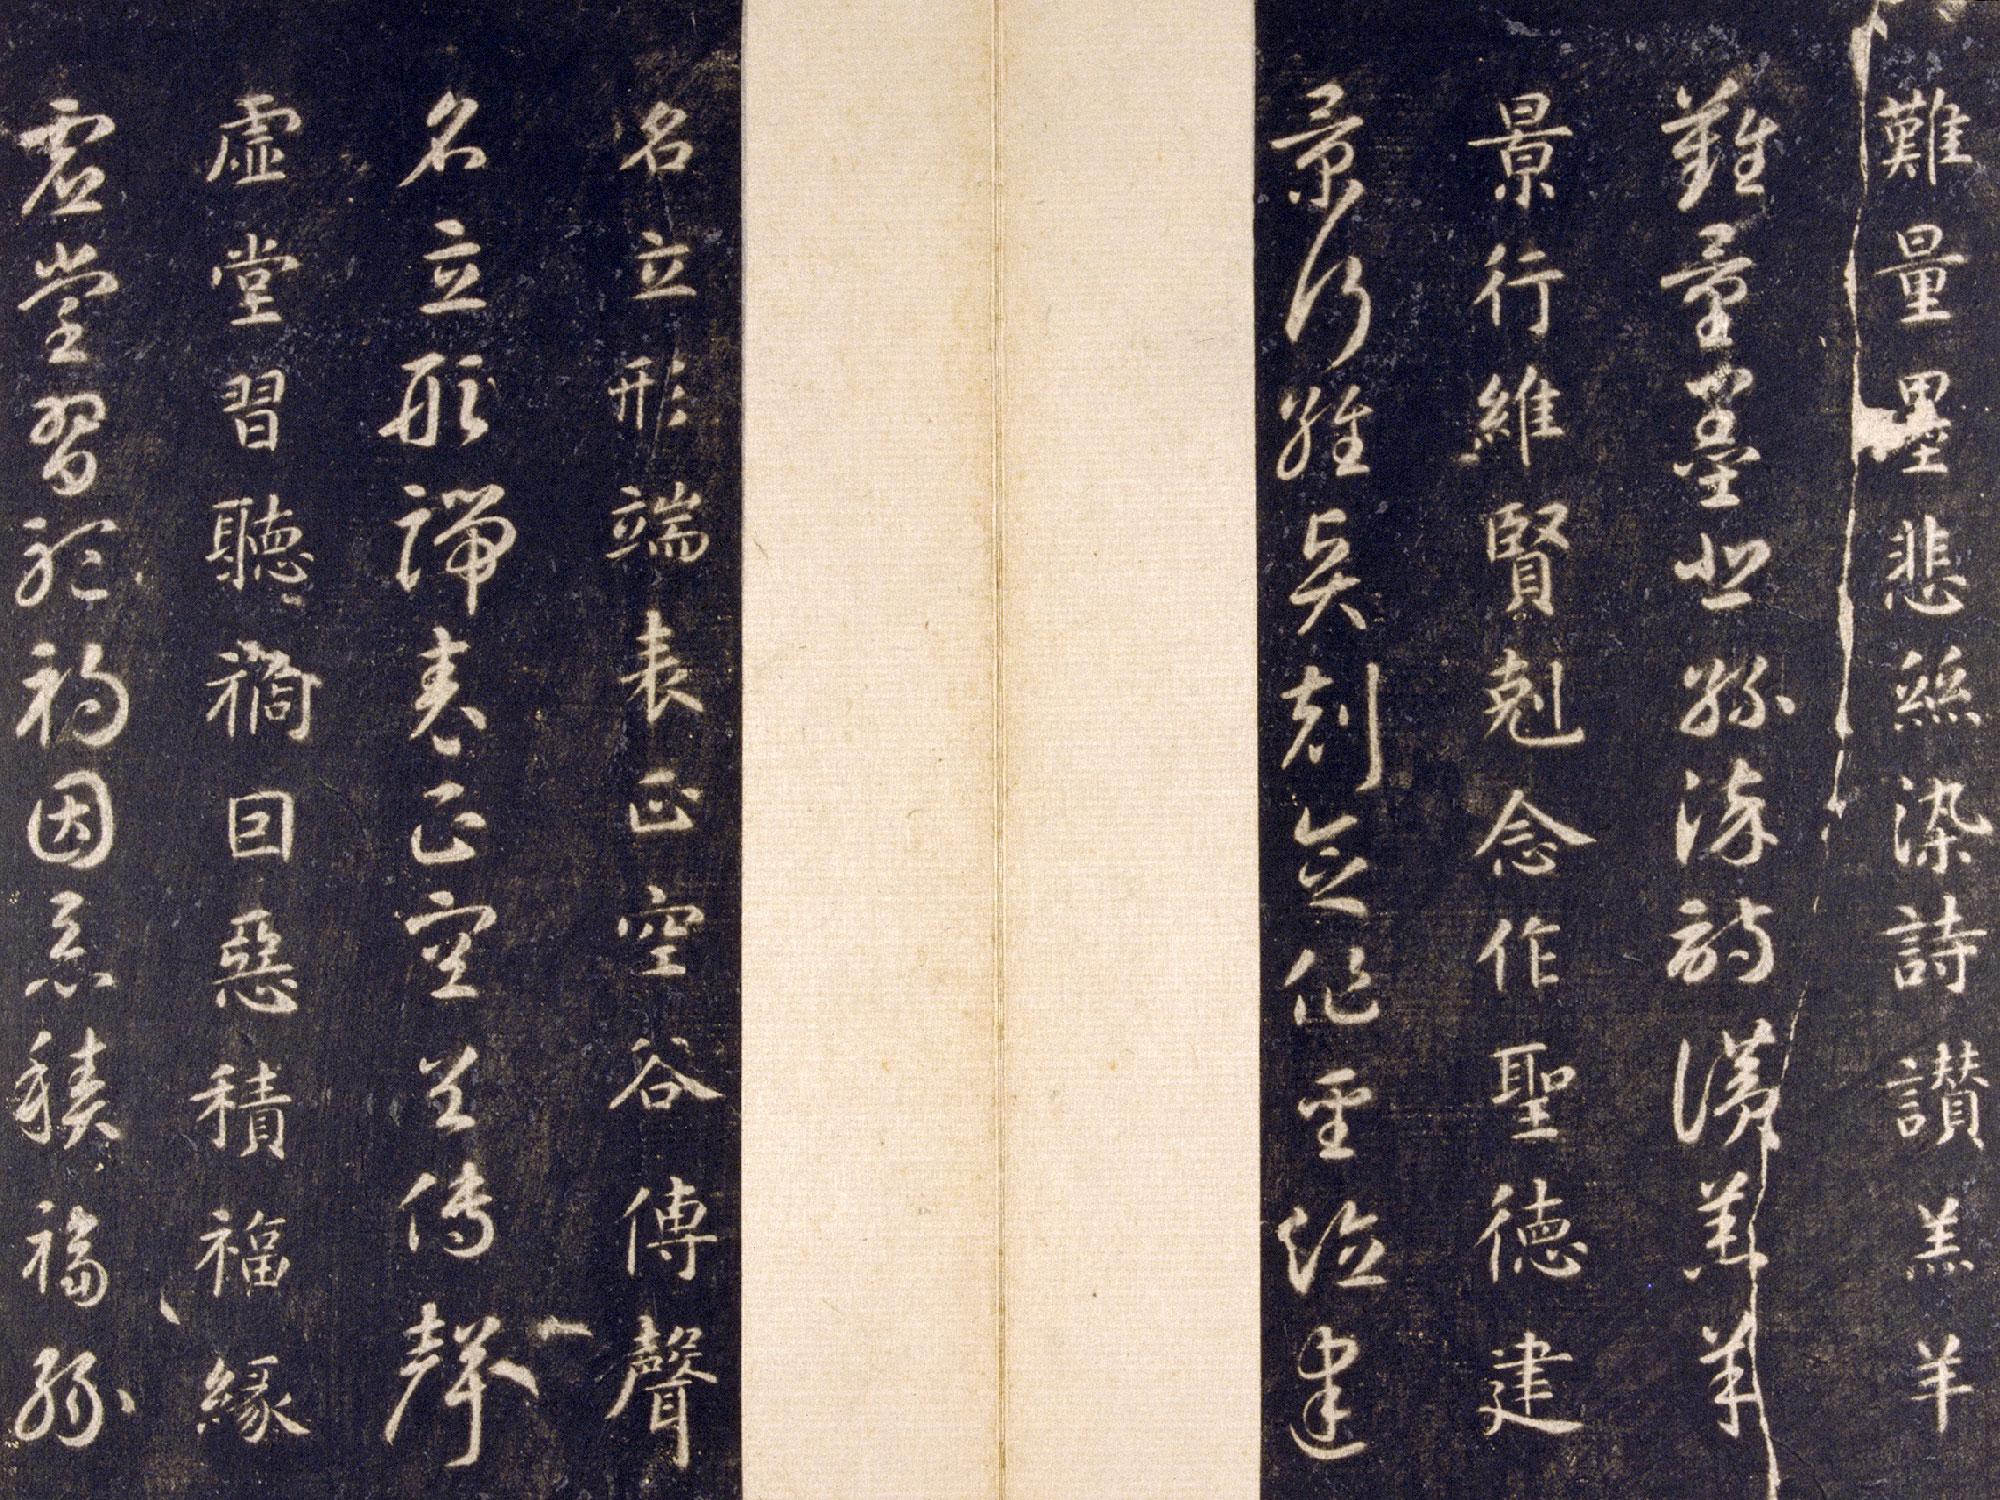 難量墨悲絲染詩讃羔羊
難量墨悲絲染詩讃羔羊
景行維賢剋念作聖德建
景行維賢剋念作聖德建
名立形端表正空谷傳聲
名立形端表正空谷傳聲
虛堂習聽禍因惡積福緣
虛堂習聽禍因惡積福緣